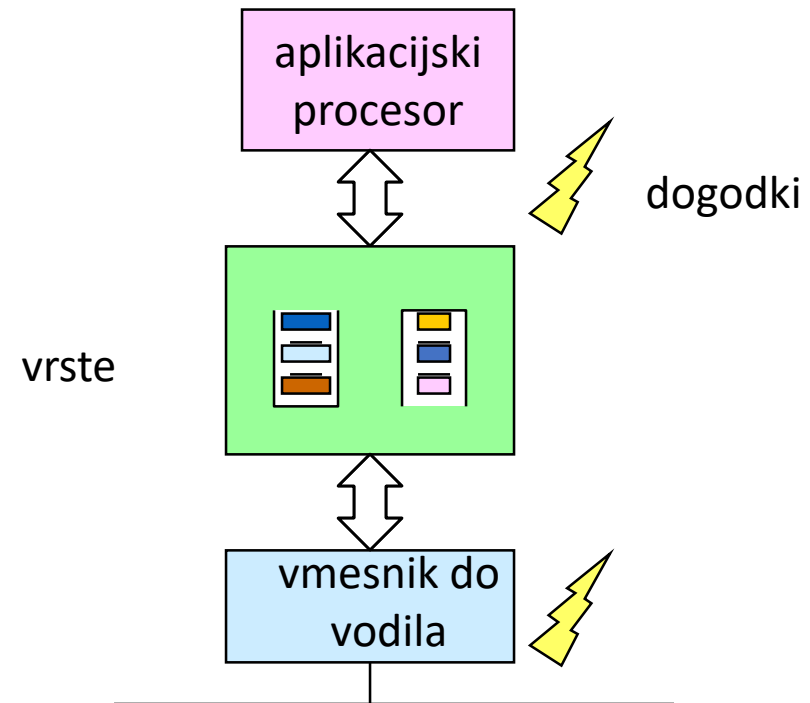 aplikacijski
procesor
dogodki
vrste
vmesnik do
vodila